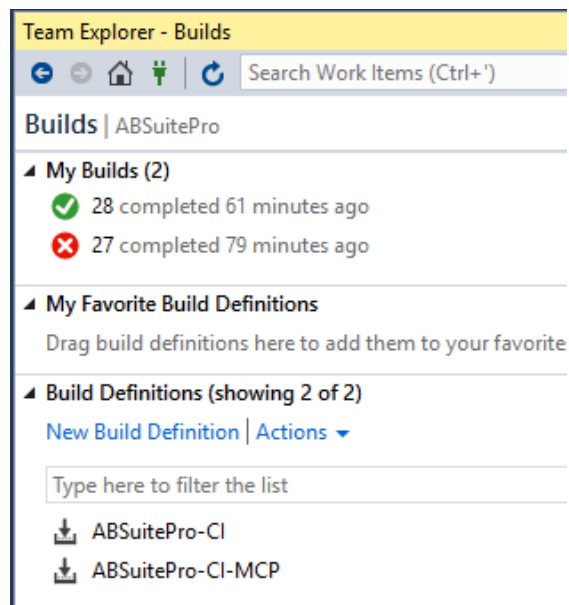 Team Explorer - Builds
Search Work Items (Ctrl+')
Builds | ABSuitePro
My Builds (2)
28 completed 61 minutes ago
27 completed 79 minutes ago
My Favorite Build Definitions
Drag build definitions here to add them to your favorite
Build Definitions (showing 2 of 2)
New Build Definition | Actions
Type here to filter the list
ABSuitePro-CI
ABSuitePro-CI-MCP